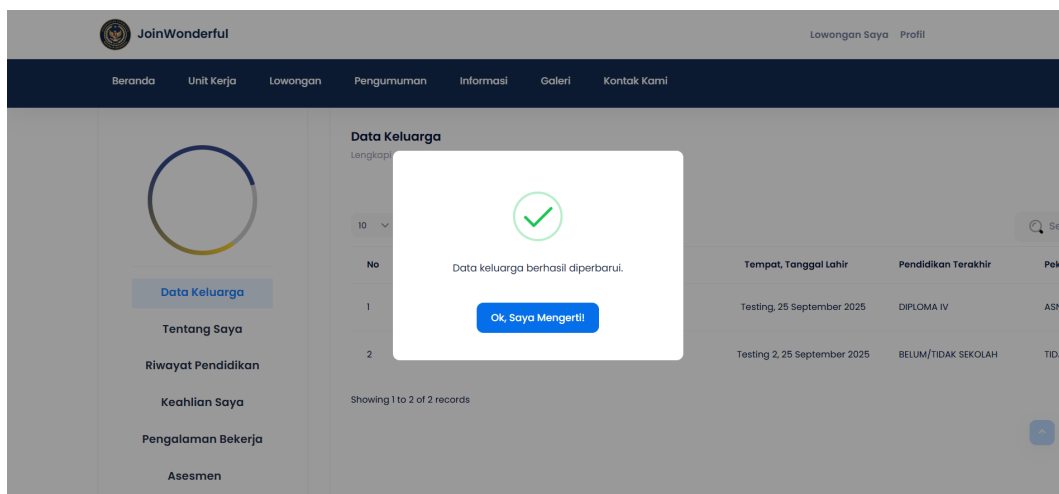 JoinWonderful
Lowongan Saya Profil
Beranda Unit Kerja Lowongan Pengumuman Informasi Galeri Kontak Kami
Data Keluarga
Lengkapi
10
No Tempat, Tanggal Lahir Pendidikan Terakhir
1 Testing, 25 September 2025 DIPLOMA IV
2 Testing 2, 25 September 2025 BELUM/TIDAK SEKOLAH
Showing 1 to 2 of 2 records
Data keluarga berhasil diperbarui.
Ok, Saya Mengerti!
Data Keluarga
Tentang Saya
Riwayat Pendidikan
Keahlian Saya
Pengalaman Bekerja
Asesmen